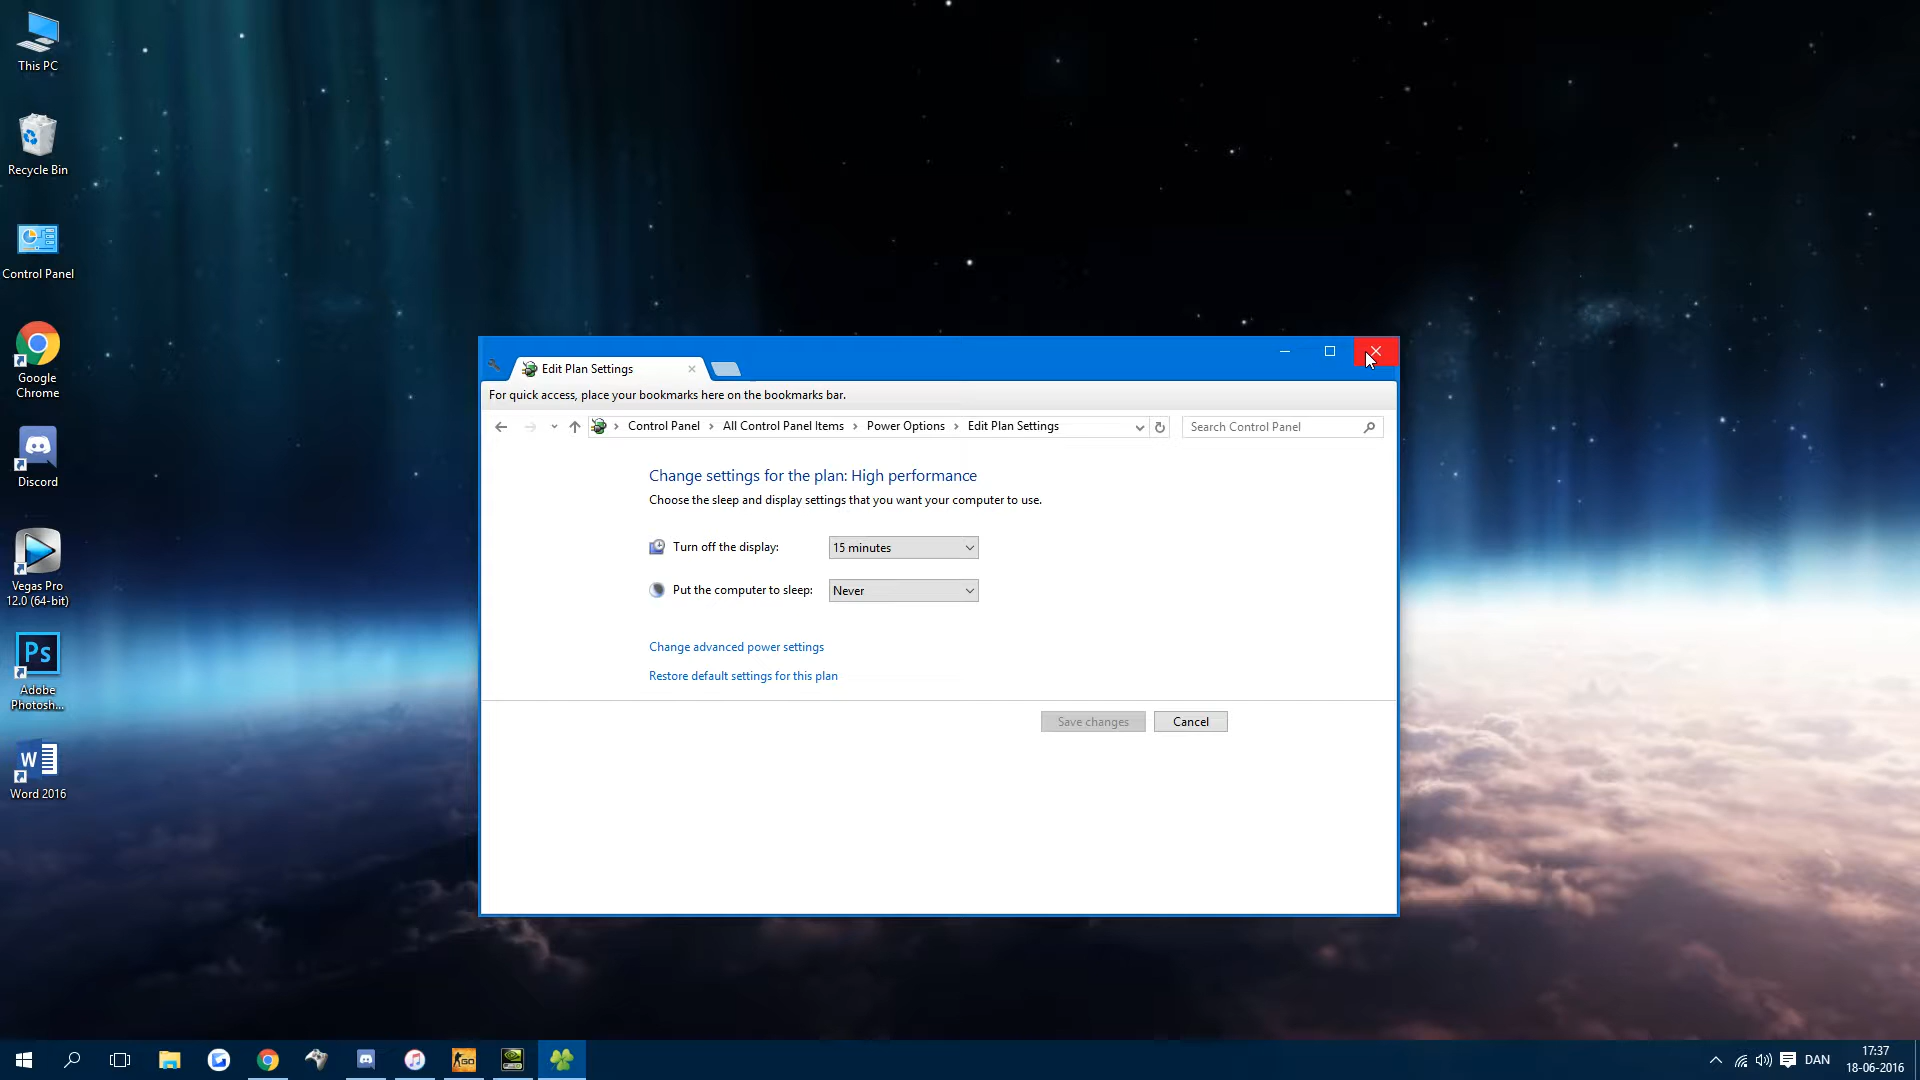 This PC
Recycle Bin
Control Panel
Google
Chrome
Discord
Vegas Pro
12.0 (64-bit)
Ps
Adobe
Photosh...
W
Word 2016
Edit Plan Settings
For quick access, place your bookmarks here on the bookmarks bar.
Control Panel > All Control Panel Items > Power Options > Edit Plan Settings
Search Control Panel
Change settings for the plan: High performance
Choose the sleep and display settings that you want your computer to use.
Turn off the display: 15 minutes
Put the computer to sleep: Never
Change advanced power settings
Restore default settings for this plan
Save changes Cancel
GO
DAN
17:37
18-06-2016